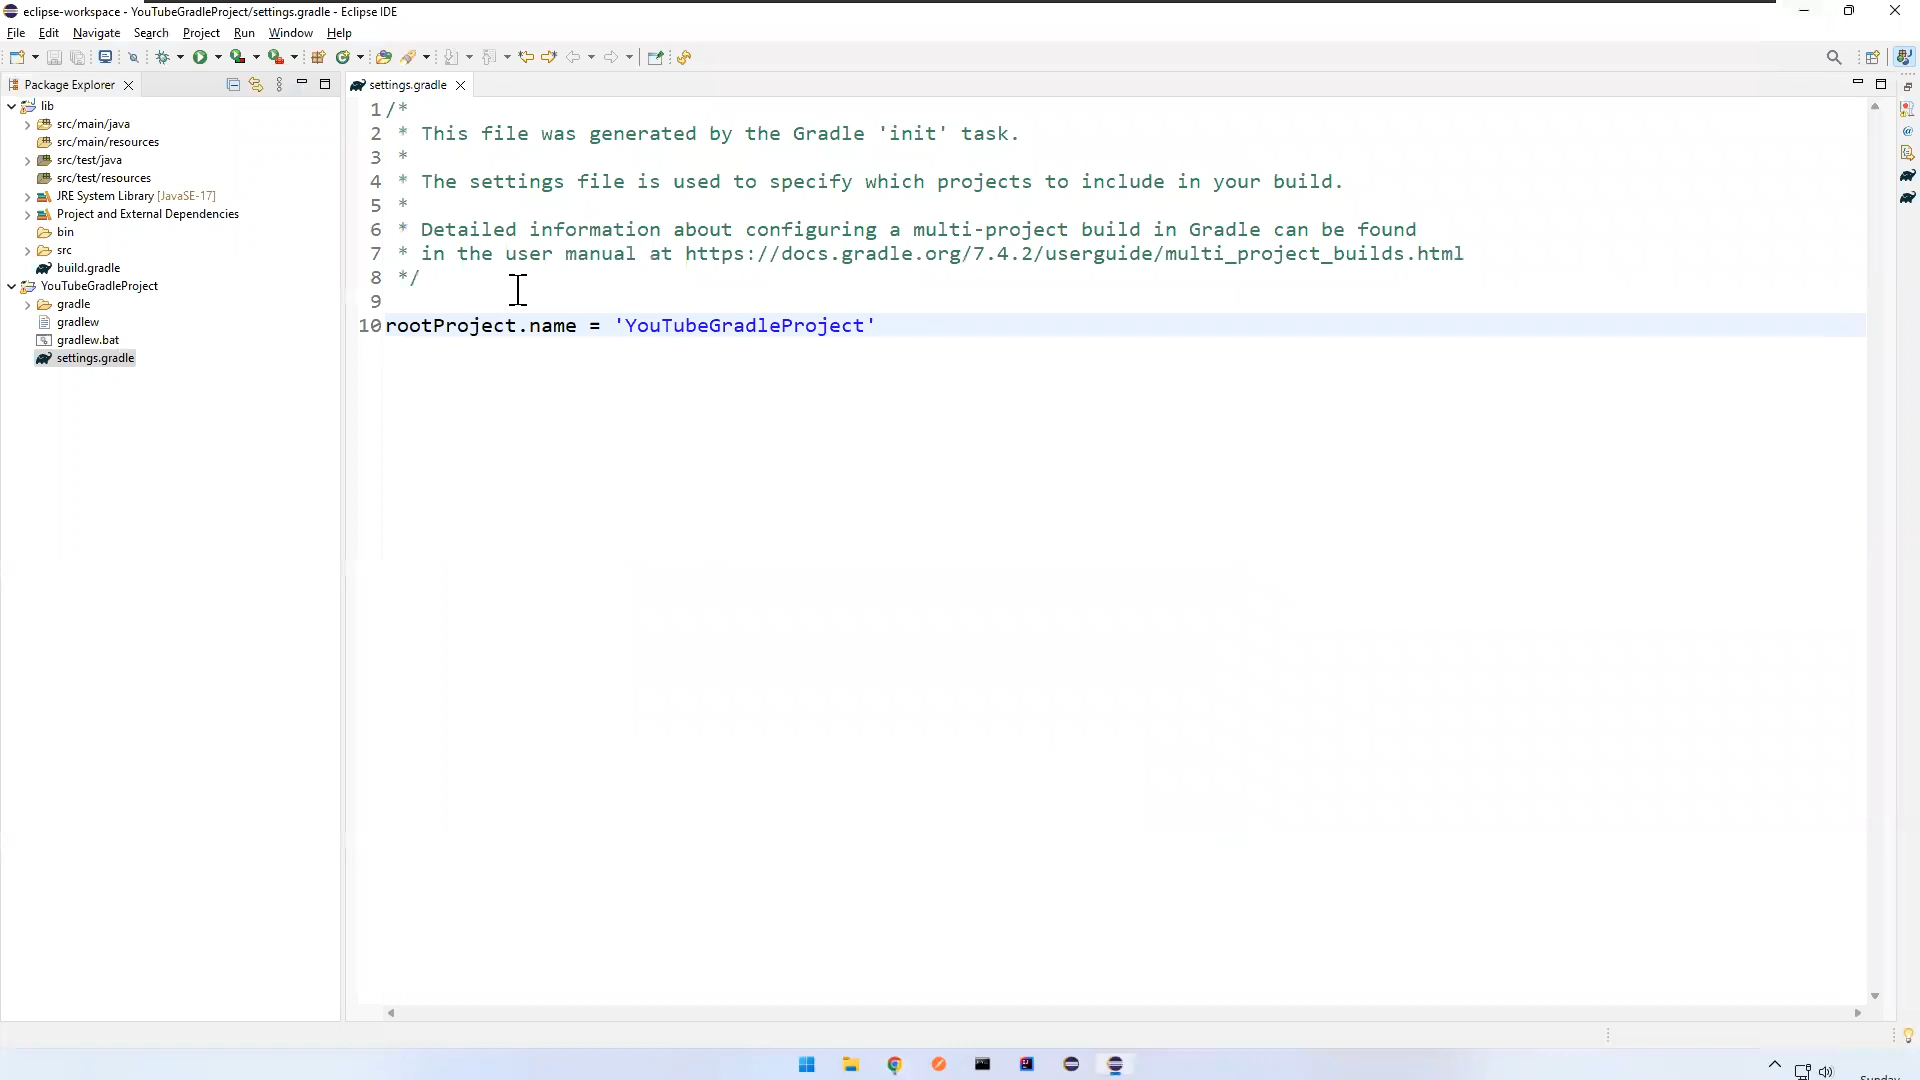 eclipse-workspace - YouTubeGradleProject/settings.gradle - Eclipse IDE
File Edit Navigate Search Project Run Window Help
Package Explorer
lib
src/main/java
src/main/resources
src/test/java
src/test/resources
JRE System Library [JavaSE-17]
Project and External Dependencies
bin
src
build.gradle
YouTubeGradleProject
gradle
gradlew
gradlew.bat
settings.gradle
settings.gradle
1 /*
2 * This file was generated by the Gradle 'init' task.
3 *
4 * The settings file is used to specify which projects to include in your build.
5 *
6 * Detailed information about configuring a multi-project build in Gradle can be found
7 * in the user manual at https://docs.gradle.org/7.4.2/userguide/multi_project_builds.html
8 */
9
10 rootProject.name = 'YouTubeGradleProject'
Sunday